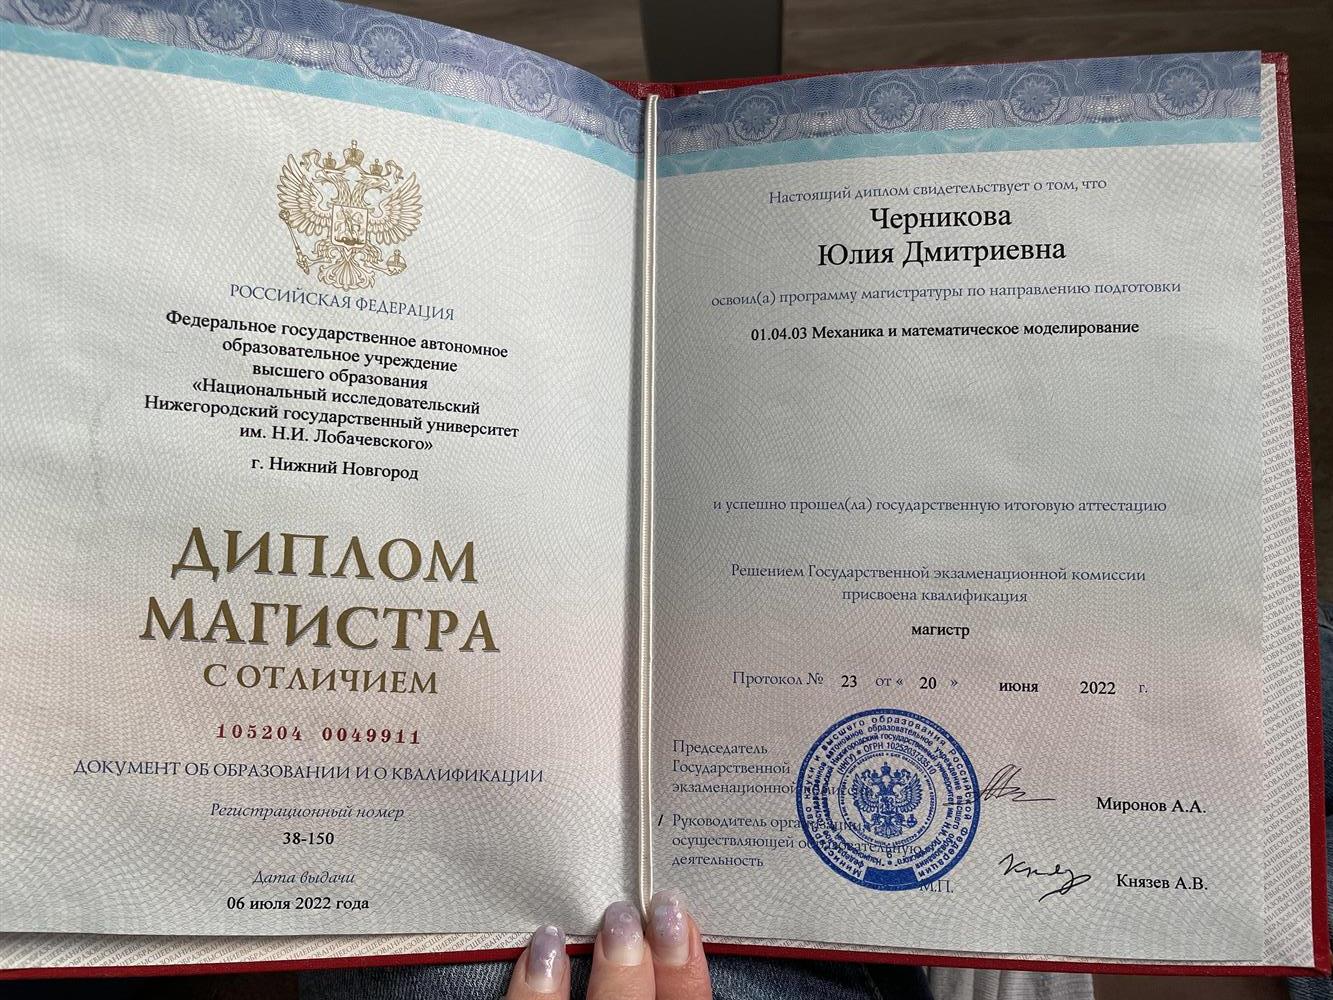 РОССИЙСКАЯ ФЕДЕРАЦИЯ
Федеральное государственное автономное
образовательное учреждение
высшего образования
«Национальный исследовательский
Нижегородский государственный университет
им. Н.И. Лобачевского»
г. Нижний Новгород
ДИПЛОМ
МАГИСТРА
С ОТЛИЧИЕМ
105204 0049911
ДОКУМЕНТ ОБ ОБРАЗОВАНИИ И О КВАЛИФИКАЦИИ
Регистрационный номер
38-150
Дата выдачи
06 июля 2022 года
Настоящий диплом свидетельствует о том, что
Черникова
Юлия Дмитриевна
освоил(а) программу магистратуры по направлению подготовки
01.04.03 Механика и математическое моделирование
и успешно прошел(ла) государственную итоговую аттестацию
Решением Государственной экзаменационной комиссии
присвоена квалификация
магистр
Протокол № 23 от « 20 » июня 2022 г.
Председатель
Государственной
экзаменационной
Миронов А.А.
/ Руководитель организации,
осуществляющей образовательную
деятельность
М.П.
Князев А.В.